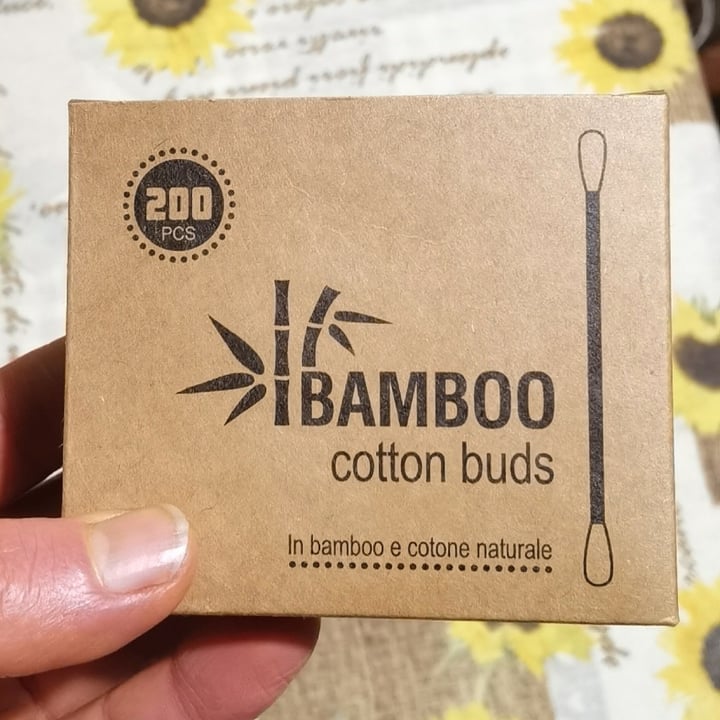 200
PCS
BAMBOO
cotton buds
In bamboo e cotone naturale